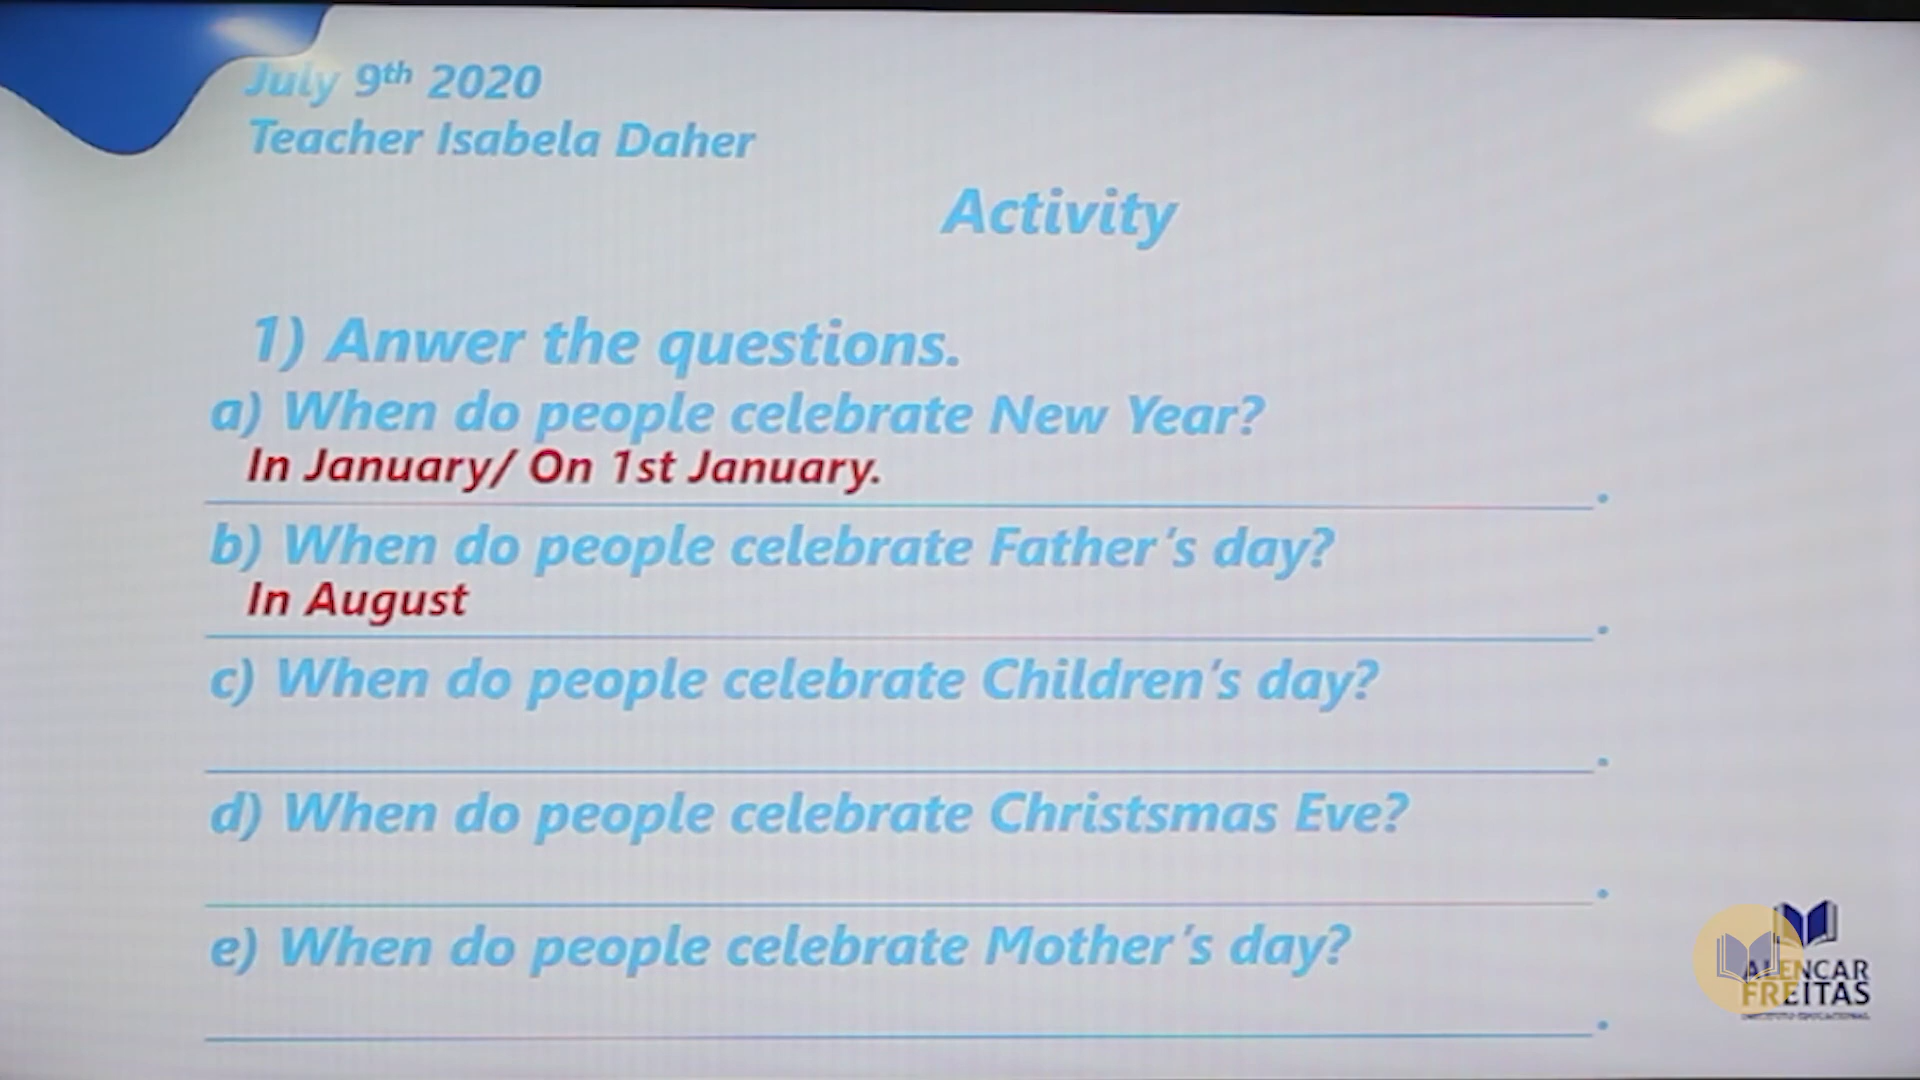 July 9th 2020
Teacher Isabela Daher
Activity
1) Anwer the questions.
a) When do people celebrate New Year?
In January/ On 1st January.
b) When do people celebrate Father's day?
In August
c) When do people celebrate Children's day?
d) When do people celebrate Christsmas Eve?
e) When do people celebrate Mother's day?
ALENCAR
FREITAS
INSTITUTO EDUCACIONAL